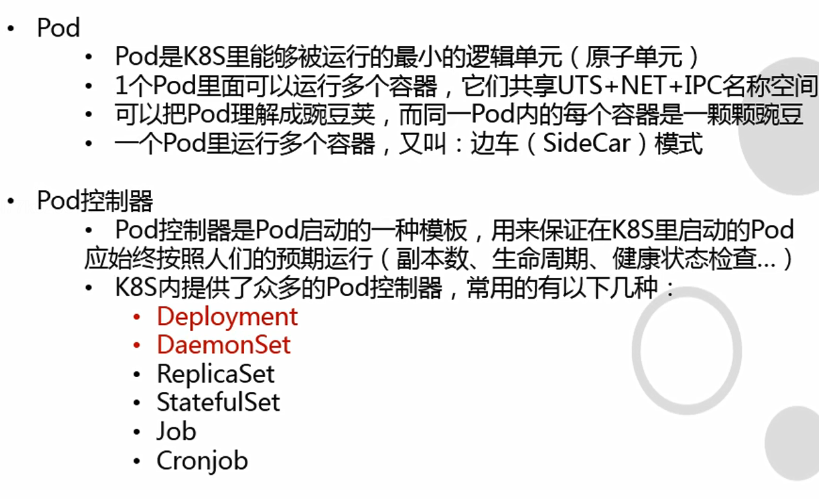 • Pod
• Pod是K8S里能够被运行的最小的逻辑单元（原子单元）
• 1个Pod里面可以运行多个容器，它们共享UTS+NET+IPC名称空间
• 可以把Pod理解成豌豆荚，而同一Pod内的每个容器是一颗颗豌豆
• 一个Pod里运行多个容器，又叫：边车（SideCar）模式
• Pod控制器
• Pod控制器是Pod启动的一种模板，用来保证在K8S里启动的Pod
应始终按照人们的预期运行（副本数、生命周期、健康状态检查...）
• K8S内提供了众多的Pod控制器，常用的有以下几种：
• Deployment
• DaemonSet
• ReplicaSet
• StatefulSet
• Job
• Cronjob